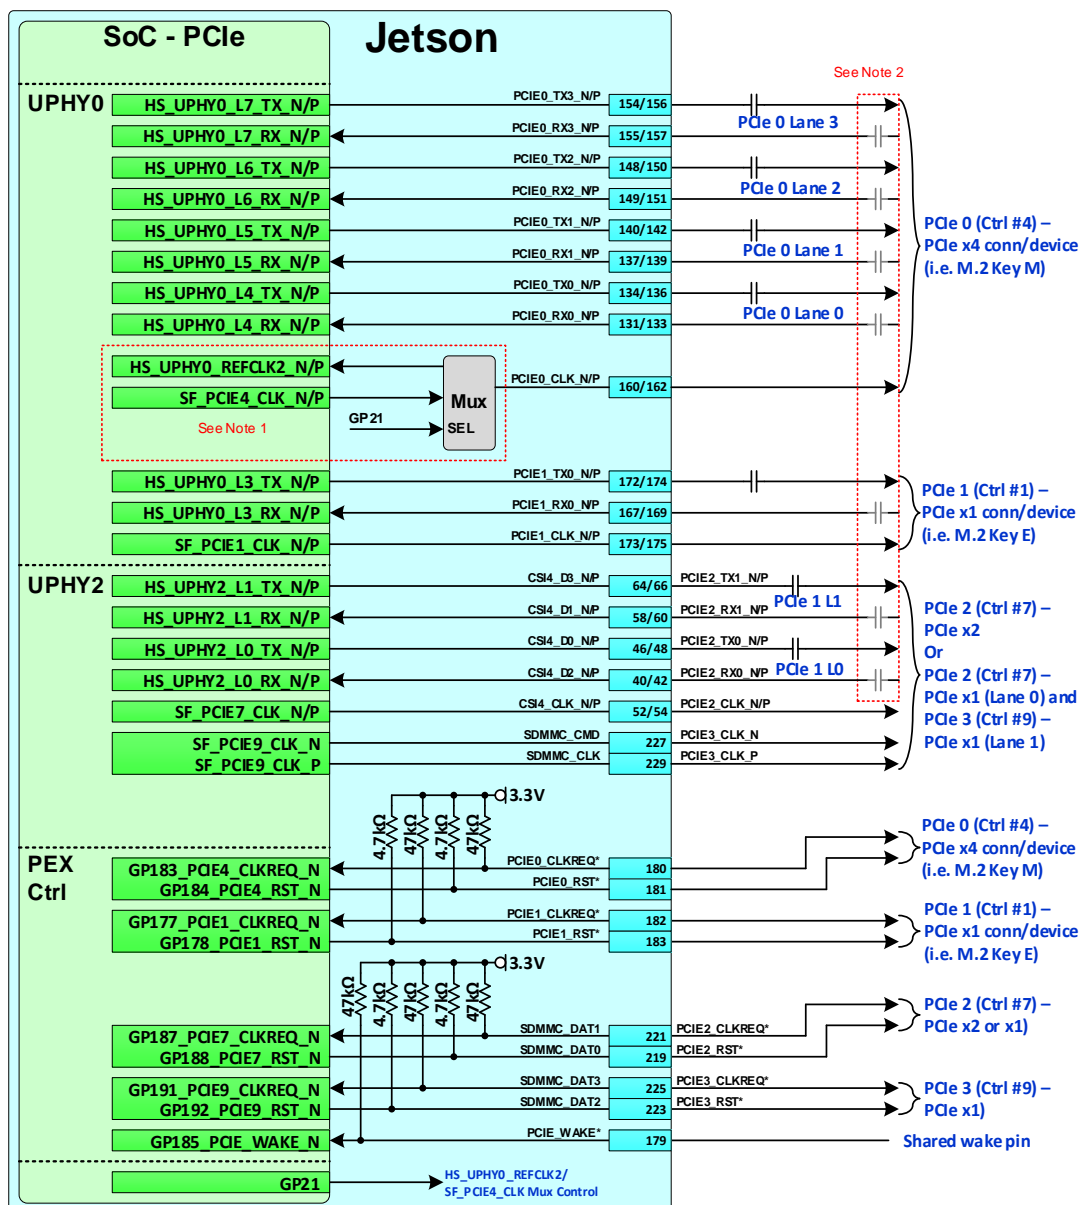 SoC - PCIe
Jetson
See Note 2
UPHY0
HS_UPHY0_L7_TX_N/P
PCIE0_TX3_N/P
154/156
PCIe 0 Lane 3
HS_UPHY0_L7_RX_N/P
PCIE0_RX3_N/P
155/157
HS_UPHY0_L6_TX_N/P
PCIE0_TX2_N/P
148/150
PCIe 0 Lane 2
HS_UPHY0_L6_RX_N/P
PCIE0_RX2_N/P
149/151
HS_UPHY0_L5_TX_N/P
PCIE0_TX1_N/P
140/142
PCIe 0 Lane 1
HS_UPHY0_L5_RX_N/P
PCIE0_RX1_N/P
137/139
HS_UPHY0_L4_TX_N/P
PCIE0_TX0_N/P
134/136
PCIe 0 Lane 0
HS_UPHY0_L4_RX_N/P
PCIE0_RX0_N/P
131/133
PCIe 0 (Ctrl #4) –
PCIe x4 conn/device
(i.e. M.2 Key M)
HS_UPHY0_REFCLK2_N/P
SF_PCIE4_CLK_N/P
Mux
SEL
GP21
PCIE0_CLK_N/P
160/162
See Note 1
HS_UPHY0_L3_TX_N/P
PCIE1_TX0_N/P
172/174
HS_UPHY0_L3_RX_N/P
PCIE1_RX0_N/P
167/169
SF_PCIE1_CLK_N/P
PCIE1_CLK_N/P
173/175
PCIe 1 (Ctrl #1) –
PCIe x1 conn/device
(i.e. M.2 Key E)
UPHY2
HS_UPHY2_L1_TX_N/P
CSI4_D3_N/P
64/66
PCIE2_TX1_N/P
PCIe 1 L1
HS_UPHY2_L1_RX_N/P
CSI4_D1_N/P
58/60
PCIE2_RX1_N/P
HS_UPHY2_L0_TX_N/P
CSI4_D0_N/P
46/48
PCIE2_TX0_N/P
PCIe 1 L0
HS_UPHY2_L0_RX_N/P
CSI4_D2_N/P
40/42
PCIE2_RX0_N/P
SF_PCIE7_CLK_N/P
CSI4_CLK_N/P
52/54
PCIE2_CLK_N/P
SF_PCIE9_CLK_N
SDMMC_CMD
227
PCIE3_CLK_N
SF_PCIE9_CLK_P
SDMMC_CLK
229
PCIE3_CLK_P
PCIe 2 (Ctrl #7) –
PCIe x2
Or
PCIe 2 (Ctrl #7) –
PCIe x1 (Lane 0) and
PCIe 3 (Ctrl #9) –
PCIe x1 (Lane 1)
3.3V
4.7kΩ
47kΩ
4.7kΩ
47kΩ
PEX
Ctrl
GP183_PCIE4_CLKREQ_N
PCIE0_CLKREQ*
180
GP184_PCIE4_RST_N
PCIE0_RST*
181
PCIe 0 (Ctrl #4) –
PCIe x4 conn/device
(i.e. M.2 Key M)
GP177_PCIE1_CLKREQ_N
PCIE1_CLKREQ*
182
GP178_PCIE1_RST_N
PCIE1_RST*
183
PCIe 1 (Ctrl #1) –
PCIe x1 conn/device
(i.e. M.2 Key E)
3.3V
47kΩ
4.7kΩ
47kΩ
4.7kΩ
47kΩ
GP187_PCIE7_CLKREQ_N
SDMMC_DAT1
221
PCIE2_CLKREQ*
GP188_PCIE7_RST_N
SDMMC_DAT0
219
PCIE2_RST*
PCIe 2 (Ctrl #7) –
PCIe x2 or x1)
GP191_PCIE9_CLKREQ_N
SDMMC_DAT3
225
PCIE3_CLKREQ*
GP192_PCIE9_RST_N
SDMMC_DAT2
223
PCIE3_RST*
PCIe 3 (Ctrl #9) –
PCIe x1)
GP185_PCIE_WAKE_N
PCIE_WAKE*
179
Shared wake pin
GP21
HS_UPHY0_REFCLK2/
SF_PCIE4_CLK Mux Control